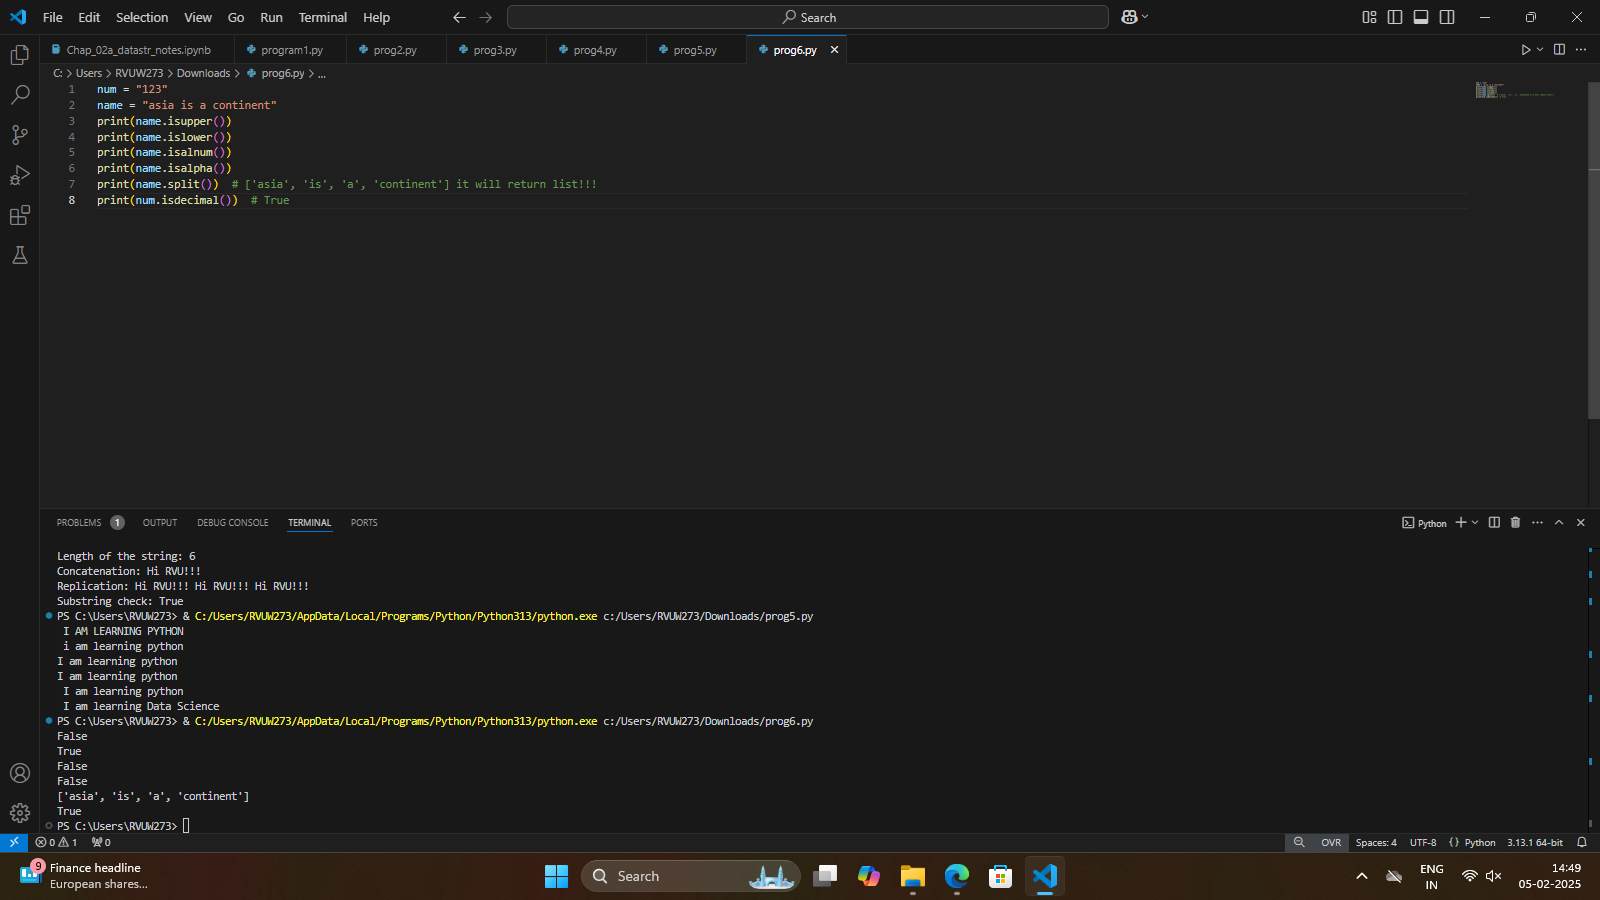 File Edit Selection View Go Run Terminal Help
Search
Chap_02a_datastr_notes.ipynb program1.py prog2.py prog3.py prog4.py prog5.py prog6.py
C: > Users > RVUW273 > Downloads > prog6.py > ...
1 num = "123"
2 name = "asia is a continent"
3 print(name.isupper())
4 print(name.islower())
5 print(name.isalnum())
6 print(name.isalpha())
7 print(name.split()) # ['asia', 'is', 'a', 'continent'] it will return list!!!
8 print(num.isdecimal()) # True
PROBLEMS 1 OUTPUT DEBUG CONSOLE TERMINAL PORTS
Python
Length of the string: 6
Concatenation: Hi RVU!!!
Replication: Hi RVU!!! Hi RVU!!! Hi RVU!!!
Substring check: True
PS C:\Users\RVUW273> & C:/Users/RVUW273/AppData/Local/Programs/Python/Python313/python.exe c:/Users/RVUW273/Downloads/prog5.py
I AM LEARNING PYTHON
i am learning python
I am learning python
I am learning python
I am learning python
I am learning Data Science
PS C:\Users\RVUW273> & C:/Users/RVUW273/AppData/Local/Programs/Python/Python313/python.exe c:/Users/RVUW273/Downloads/prog6.py
False
True
False
False
['asia', 'is', 'a', 'continent']
True
PS C:\Users\RVUW273>
0 1 0 OVR Spaces: 4 UTF-8 {} Python 3.13.1 64-bit
9
Finance headline
European shares...
Search
ENG
IN
14:49
05-02-2025